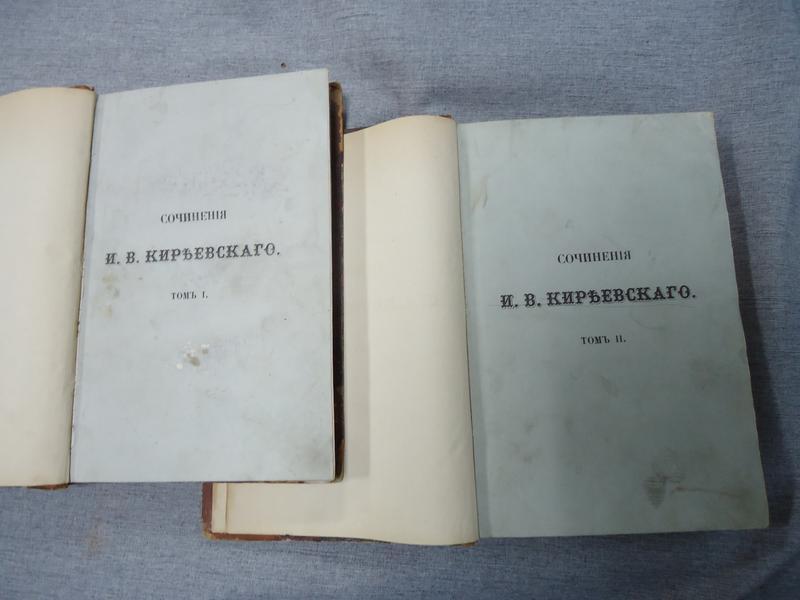 СОЧИНЕНІЯ
И. В. КИРѢЕВСКАГО.
ТОМЪ I.
СОЧИНЕНІЯ
И. В. КИРѢЕВСКАГО.
ТОМЪ II.